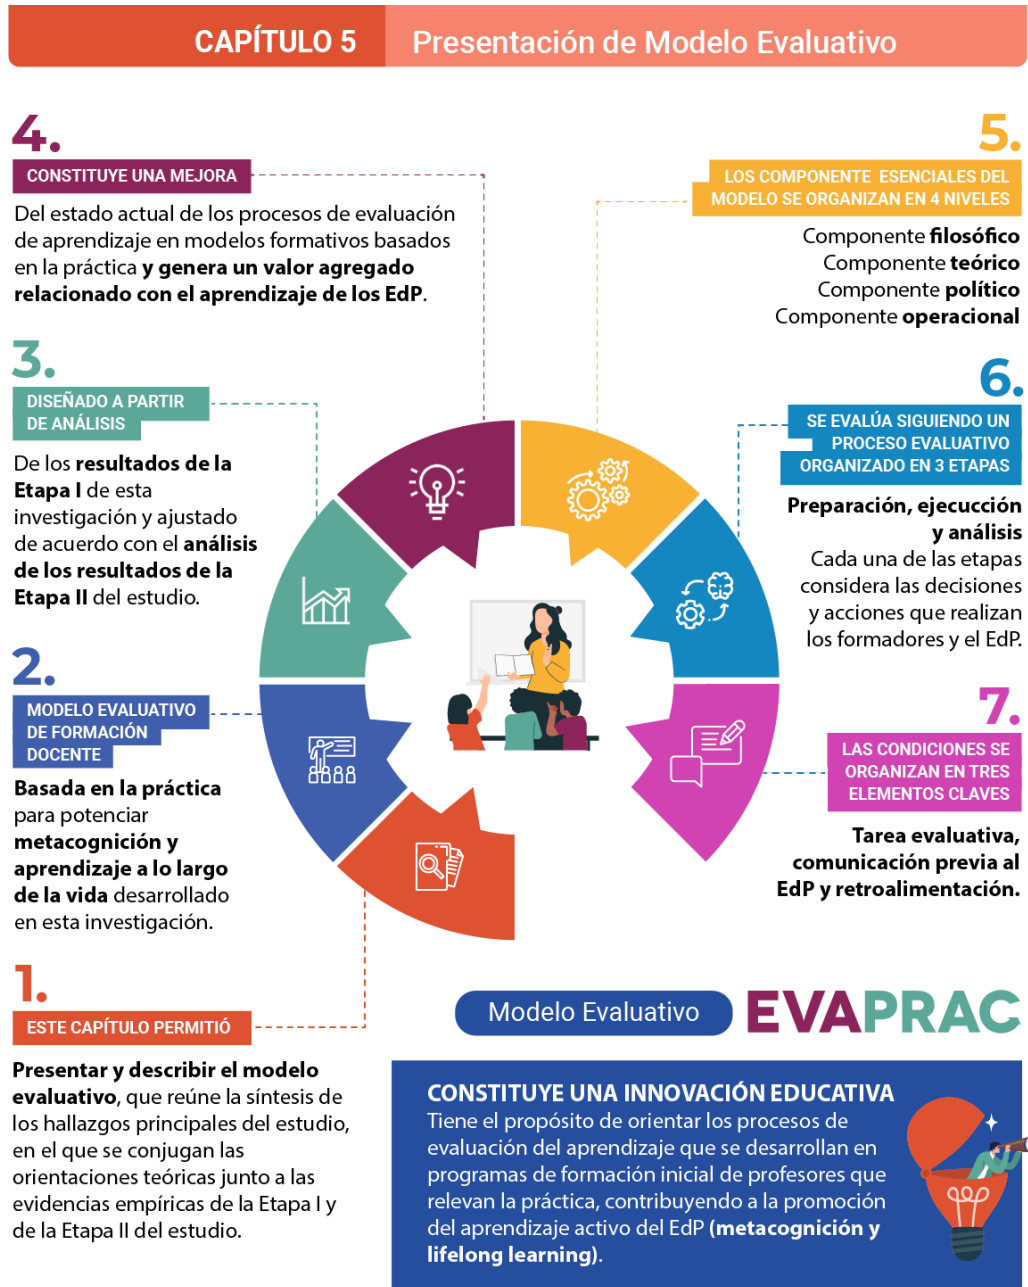 CAPÍTULO 5
Presentación de Modelo Evaluativo
4.
CONSTITUYE UNA MEJORA
Del estado actual de los procesos de evaluación
de aprendizaje en modelos formativos basados
en la práctica y genera un valor agregado
relacionado con el aprendizaje de los EdP.
3.
DISEÑADO A PARTIR
DE ANÁLISIS
De los resultados de la
Etapa I de esta
investigación y ajustado
de acuerdo con el análisis
de los resultados de la
Etapa II del estudio.
2.
MODELO EVALUATIVO
DE FORMACIÓN
DOCENTE
Basada en la práctica
para potenciar
metacognición y
aprendizaje a lo largo
de la vida desarrollado
en esta investigación.
1.
ESTE CAPÍTULO PERMITIÓ
Presentar y describir el modelo
evaluativo, que reúne la síntesis de
los hallazgos principales del estudio,
en el que se conjugan las
orientaciones teóricas junto a las
evidencias empíricas de la Etapa I y
de la Etapa II del estudio.
5.
LOS COMPONENTE ESENCIALES DEL
MODELO SE ORGANIZAN EN 4 NIVELES
Componente filosófico
Componente teórico
Componente político
Componente operacional
6.
SE EVALÚA SIGUIENDO UN
PROCESO EVALUATIVO
ORGANIZADO EN 3 ETAPAS
Preparación, ejecución
y análisis
Cada una de las etapas
considera las decisiones
y acciones que realizan
los formadores y el EdP.
7.
LAS CONDICIONES SE
ORGANIZAN EN TRES
ELEMENTOS CLAVES
Tarea evaluativa,
comunicación previa al
EdP y retroalimentación.
Modelo Evaluativo
EVAPRAC
CONSTITUYE UNA INNOVACIÓN EDUCATIVA
Tiene el propósito de orientar los procesos de
evaluación del aprendizaje que se desarrollan en
programas de formación inicial de profesores que
relevan la práctica, contribuyendo a la promoción
del aprendizaje activo del EdP (metacognición y
lifelong learning).